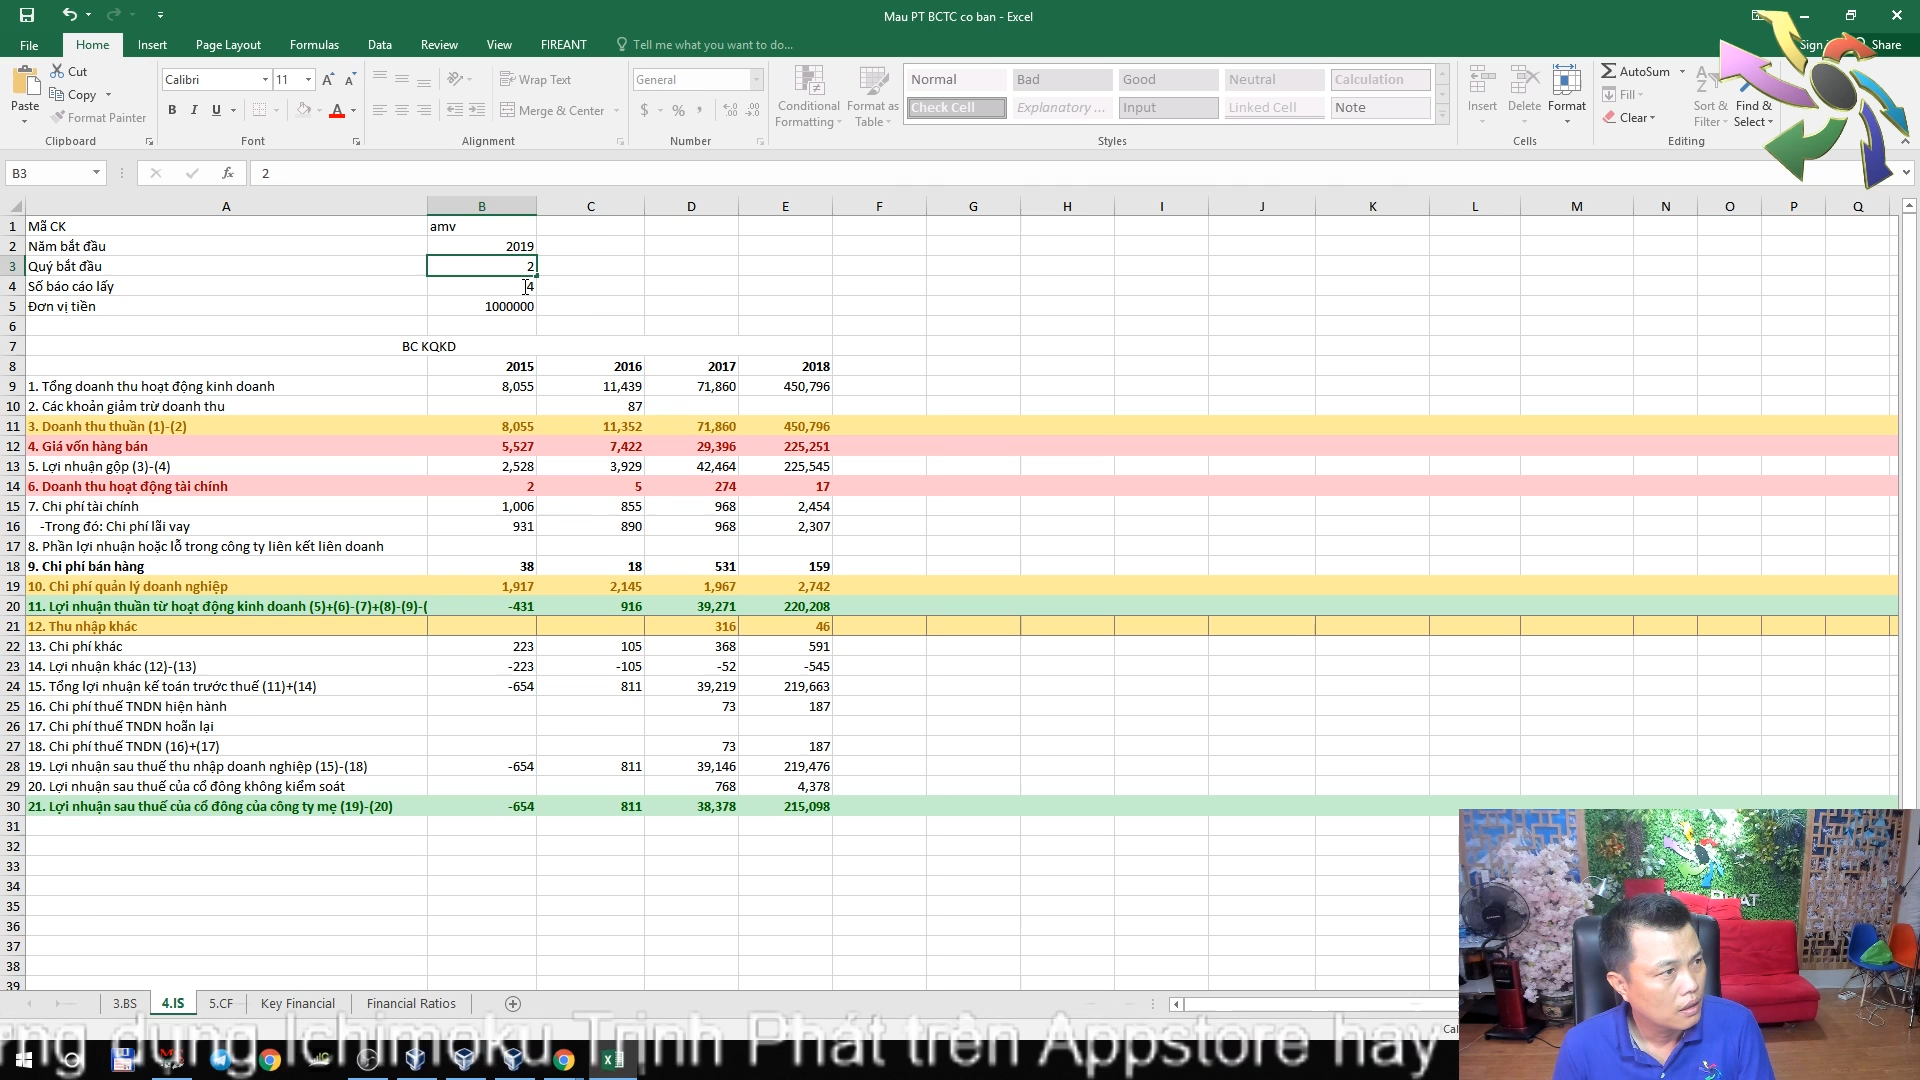 Mau PT BCTC co ban - Excel
File
Home
Insert
Page Layout
Formulas
Data
Review
View
FIREANT
Tell me what you want to do...
Share
Paste
Cut
Copy
Format Painter
Clipboard
Calibri
11
B I U
Font
Wrap Text
Merge & Center
Alignment
General
$ %
Number
Conditional Formatting
Format as Table
Normal
Bad
Good
Neutral
Calculation
Check Cell
Explanatory ...
Input
Linked Cell
Note
Styles
Insert
Delete
Format
Cells
AutoSum
Fill
Clear
Sort & Filter
Find & Select
Editing
B3
fx
2
A B C D E F G H I J K L M N O P Q
1 Mã CK amv
2 Năm bắt đầu 2019
3 Quý bắt đầu 2
4 Số báo cáo lấy 4
5 Đơn vị tiền 1000000
6
7 BC KQKD
8 2015 2016 2017 2018
9 1. Tổng doanh thu hoạt động kinh doanh 8,055 11,439 71,860 450,796
10 2. Các khoản giảm trừ doanh thu 87
11 3. Doanh thu thuần (1)-(2) 8,055 11,352 71,860 450,796
12 4. Giá vốn hàng bán 5,527 7,422 29,396 225,251
13 5. Lợi nhuận gộp (3)-(4) 2,528 3,929 42,464 225,545
14 6. Doanh thu hoạt động tài chính 2 5 274 17
15 7. Chi phí tài chính 1,006 855 968 2,454
16 -Trong đó: Chi phí lãi vay 931 890 968 2,307
17 8. Phần lợi nhuận hoặc lỗ trong công ty liên kết liên doanh
18 9. Chi phí bán hàng 38 18 531 159
19 10. Chi phí quản lý doanh nghiệp 1,917 2,145 1,967 2,742
20 11. Lợi nhuận thuần từ hoạt động kinh doanh (5)+(6)-(7)+(8)-(9)-( -431 916 39,271 220,208
21 12. Thu nhập khác 316 46
22 13. Chi phí khác 223 105 368 591
23 14. Lợi nhuận khác (12)-(13) -223 -105 -52 -545
24 15. Tổng lợi nhuận kế toán trước thuế (11)+(14) -654 811 39,219 219,663
25 16. Chi phí thuế TNDN hiện hành 73 187
26 17. Chi phí thuế TNDN hoãn lại
27 18. Chi phí thuế TNDN (16)+(17) 73 187
28 19. Lợi nhuận sau thuế thu nhập doanh nghiệp (15)-(18) -654 811 39,146 219,476
29 20. Lợi nhuận sau thuế của cổ đông không kiểm soát 768 4,378
30 21. Lợi nhuận sau thuế của cổ đông của công ty mẹ (19)-(20) -654 811 38,378 215,098
31
32
33
34
35
36
37
38
39
3.BS
4.IS
5.CF
Key Financial
Financial Ratios
dụng Ichimoku Trịnh Phát trên Appstore hay